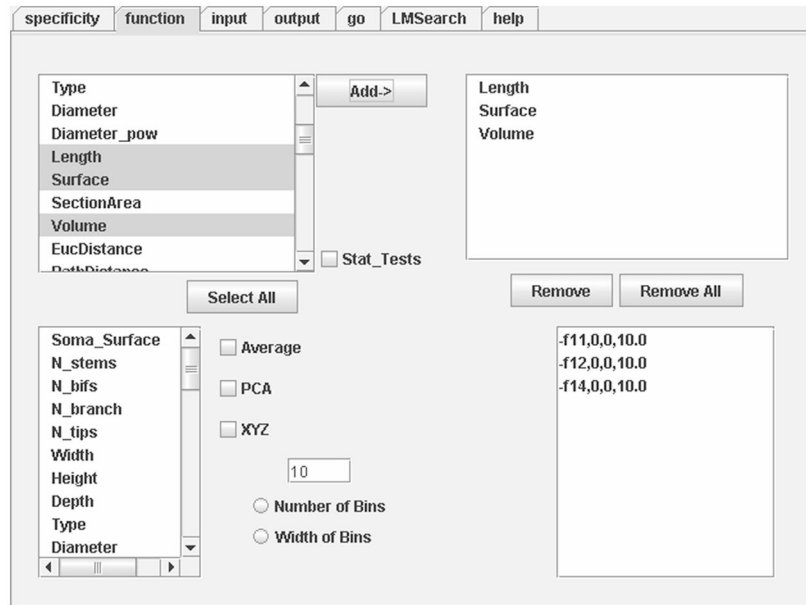 specificity function input output go LMSearch help
Type
Diameter
Diameter_pow
Length
Surface
SectionArea
Volume
EucDistance
PathDistance
Add->
Stat_Tests
Select All
Length
Surface
Volume
Remove Remove All
Soma_Surface
N_stems
N_bifs
N_branch
N_tips
Width
Height
Depth
Type
Diameter
Average
PCA
XYZ
10
Number of Bins
Width of Bins
-f11,0,0,10.0
-f12,0,0,10.0
-f14,0,0,10.0